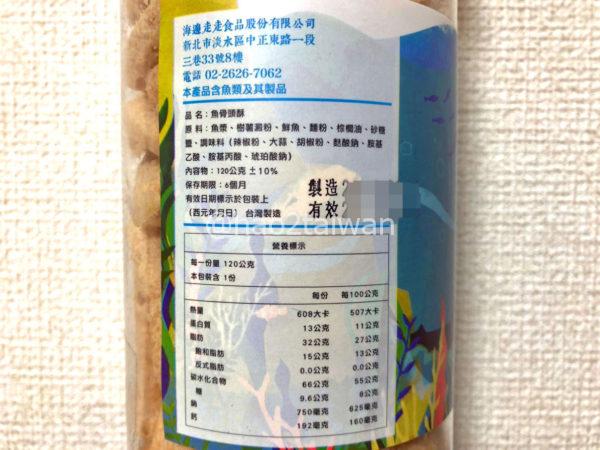 海邊走走食品股份有限公司
新北市淡水區中正東路一段
三巷33號8樓
電話 02-2626-7062
本產品含魚類及其製品
品 名：魚骨頭酥
原 料：魚漿、樹薯澱粉、鮮魚、麵粉、棕櫚油、砂糖
鹽、調味料（辣椒粉、大蒜、胡椒粉、麩酸鈉、胺基
乙酸、胺基丙酸、琥珀酸鈉）
內容物：120公克 ±10%
保存期限：6個月
有效日期標示於包裝上
（西元年月日） 台灣製造
製造 2
有效 2
@nao2taiwan
營養標示
每一份量 120公克
本包裝含 1份
每份 每100公克
熱量 608大卡 507大卡
蛋白質 13公克 11公克
脂肪 32公克 27公克
飽和脂肪 15公克 13公克
反式脂肪 0.0公克 0.0公克
碳水化合物 66公克 55公克
糖 9.6公克 8公克
鈉 750毫克 625毫克
鈣 192毫克 160毫克